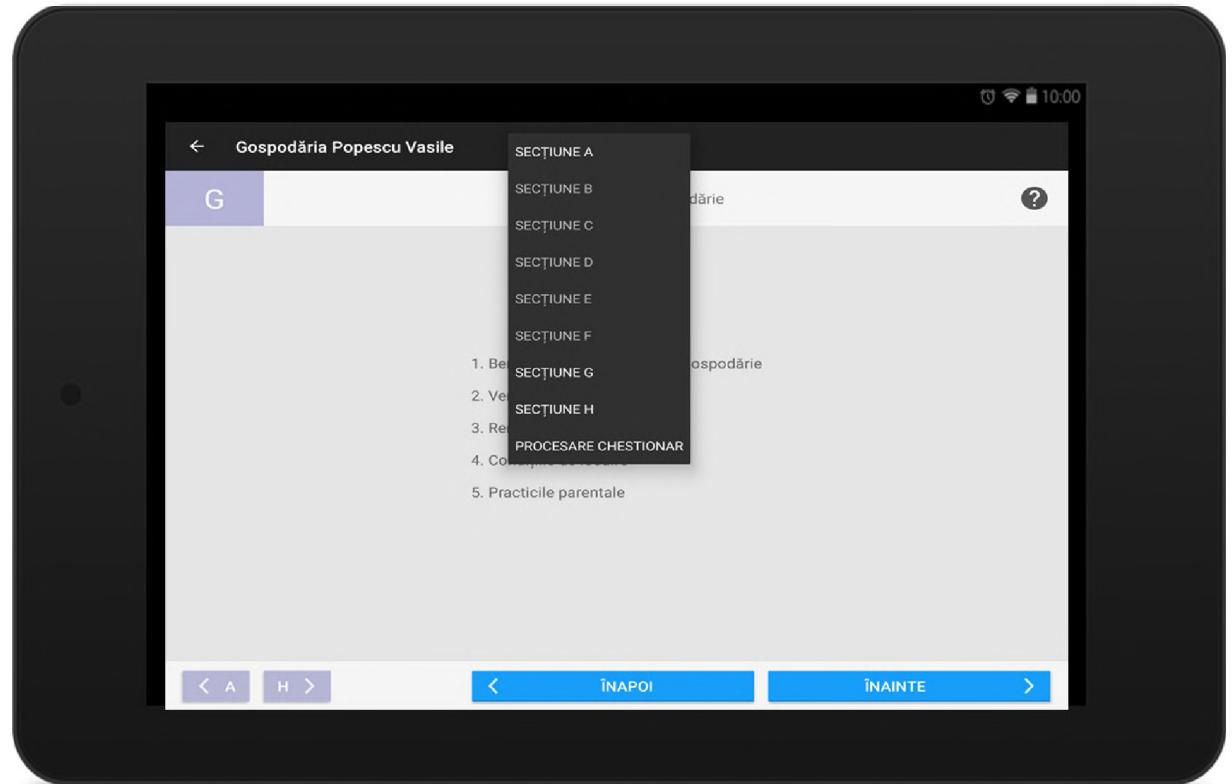 10:00
Gospodăria Popescu Vasile
G
dărie
?
SECȚIUNE A
SECȚIUNE B
SECȚIUNE C
SECȚIUNE D
SECȚIUNE E
SECȚIUNE F
SECȚIUNE G
SECȚIUNE H
PROCESARE CHESTIONAR
1. Be ospodărie
2. Ve
3. Re
4. Co
5. Practicile parentale
< A
H >
< ÎNAPOI
ÎNAINTE >